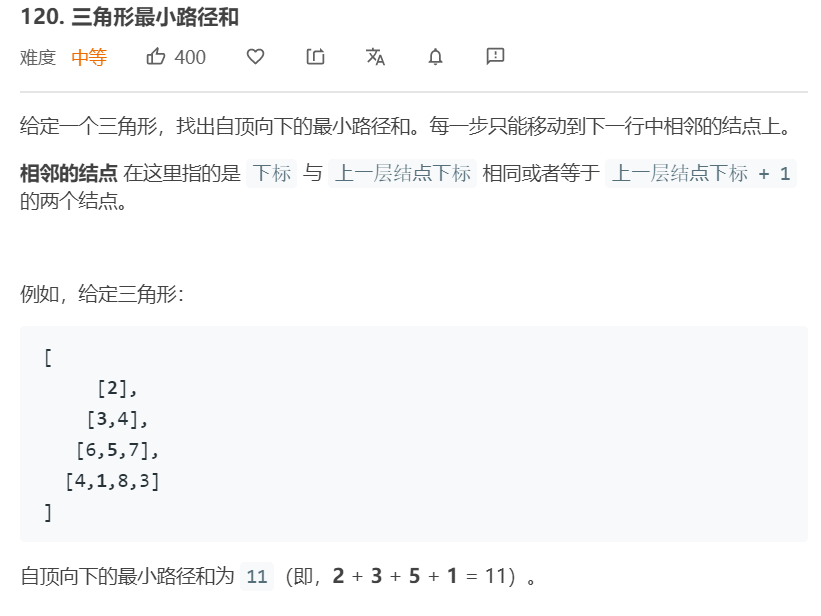 120. 三角形最小路径和
难度 中等 400
给定一个三角形，找出自顶向下的最小路径和。每一步只能移动到下一行中相邻的结点上。
相邻的结点 在这里指的是 下标 与 上一层结点下标 相同或者等于 上一层结点下标 + 1
的两个结点。
例如，给定三角形：
[
[2],
[3,4],
[6,5,7],
[4,1,8,3]
]
自顶向下的最小路径和为 11 （即，2 + 3 + 5 + 1 = 11）。